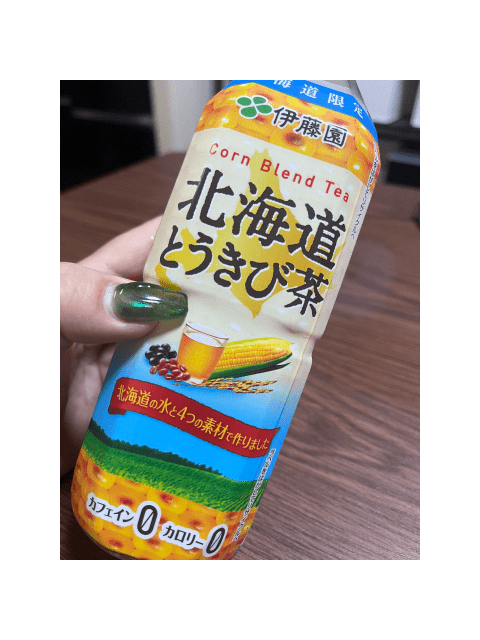 海道限定
伊藤園
Corn Blend Tea
北海道
とうきび茶
北海道の水と4つの素材で作りました
カフェイン0 カロリー0